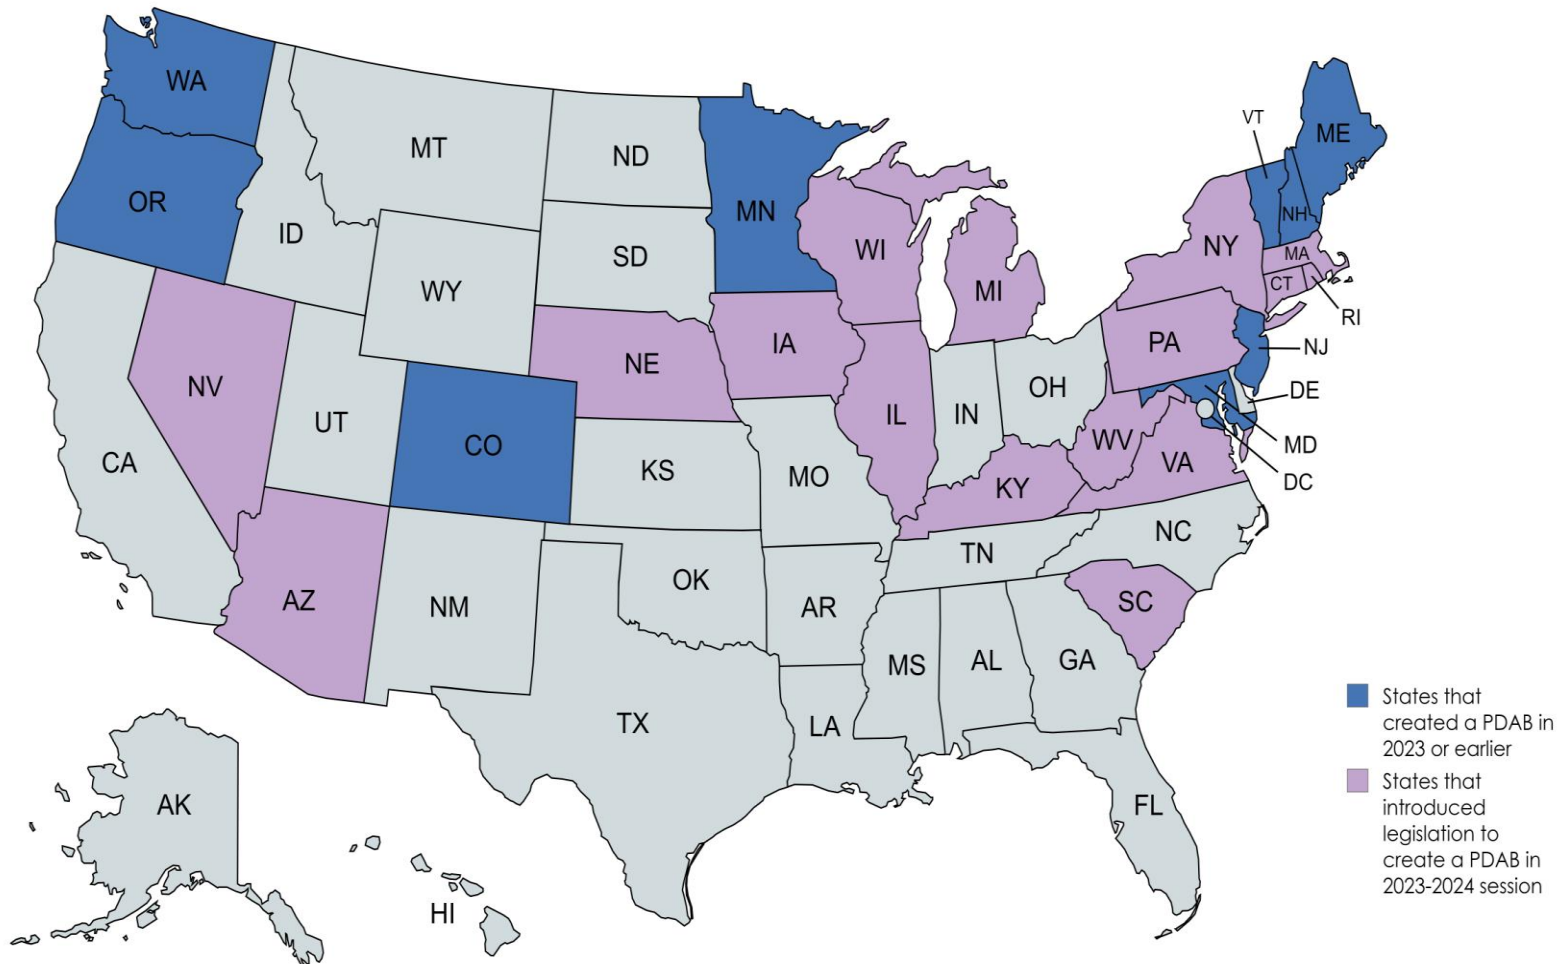 WA
OR
CA
NV
ID
MT
WY
UT
CO
AZ
NM
ND
SD
NE
KS
OK
TX
MN
IA
MO
AR
LA
WI
IL
MI
IN
OH
KY
TN
MS
AL
GA
FL
SC
NC
VA
WV
PA
NY
VT
NH
ME
MA
CT
RI
NJ
DE
MD
DC
AK
HI
States that
created a PDAB in
2023 or earlier
States that
introduced
legislation to
create a PDAB in
2023-2024 session